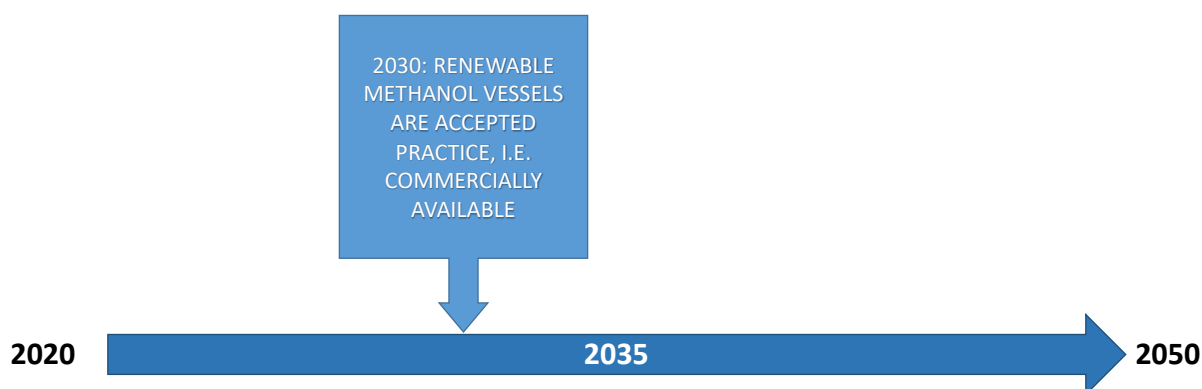 2030: RENEWABLE
METHANOL VESSELS
ARE ACCEPTED
PRACTICE, I.E.
COMMERCIALLY
AVAILABLE
2020
2035
2050